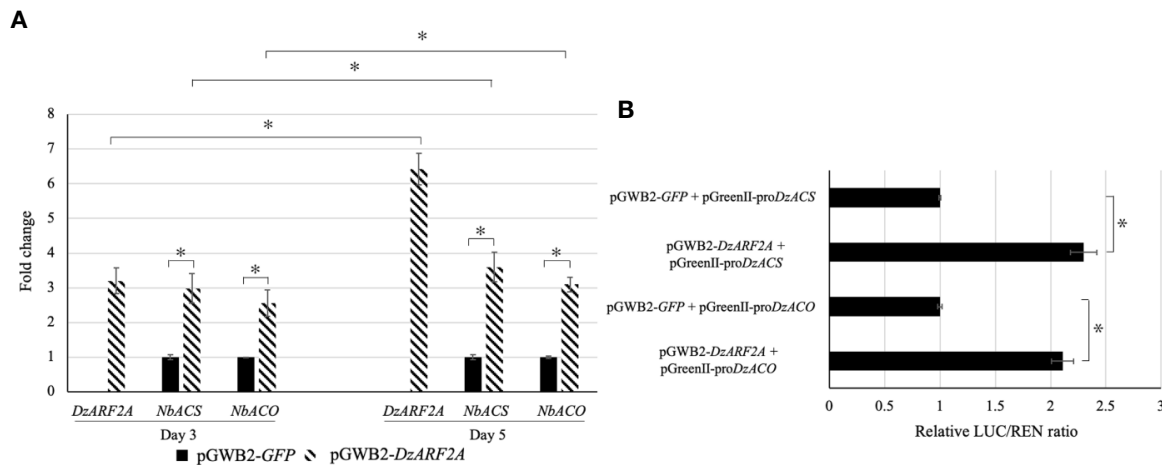 A
*
*
*
8
7
6
5
4
3
2
1
0
Fold change
*
*
*
*
DzARF2A NbACS NbACO DzARF2A NbACS NbACO
Day 3 Day 5
pGWB2-GFP pGWB2-DzARF2A
B
pGWB2-GFP + pGreenII-proDzACS
pGWB2-DzARF2A +
pGreenII-proDzACS
pGWB2-GFP + pGreenII-proDzACO
pGWB2-DzARF2A +
pGreenII-proDzACO
*
*
0 0.5 1 1.5 2 2.5 3
Relative LUC/REN ratio